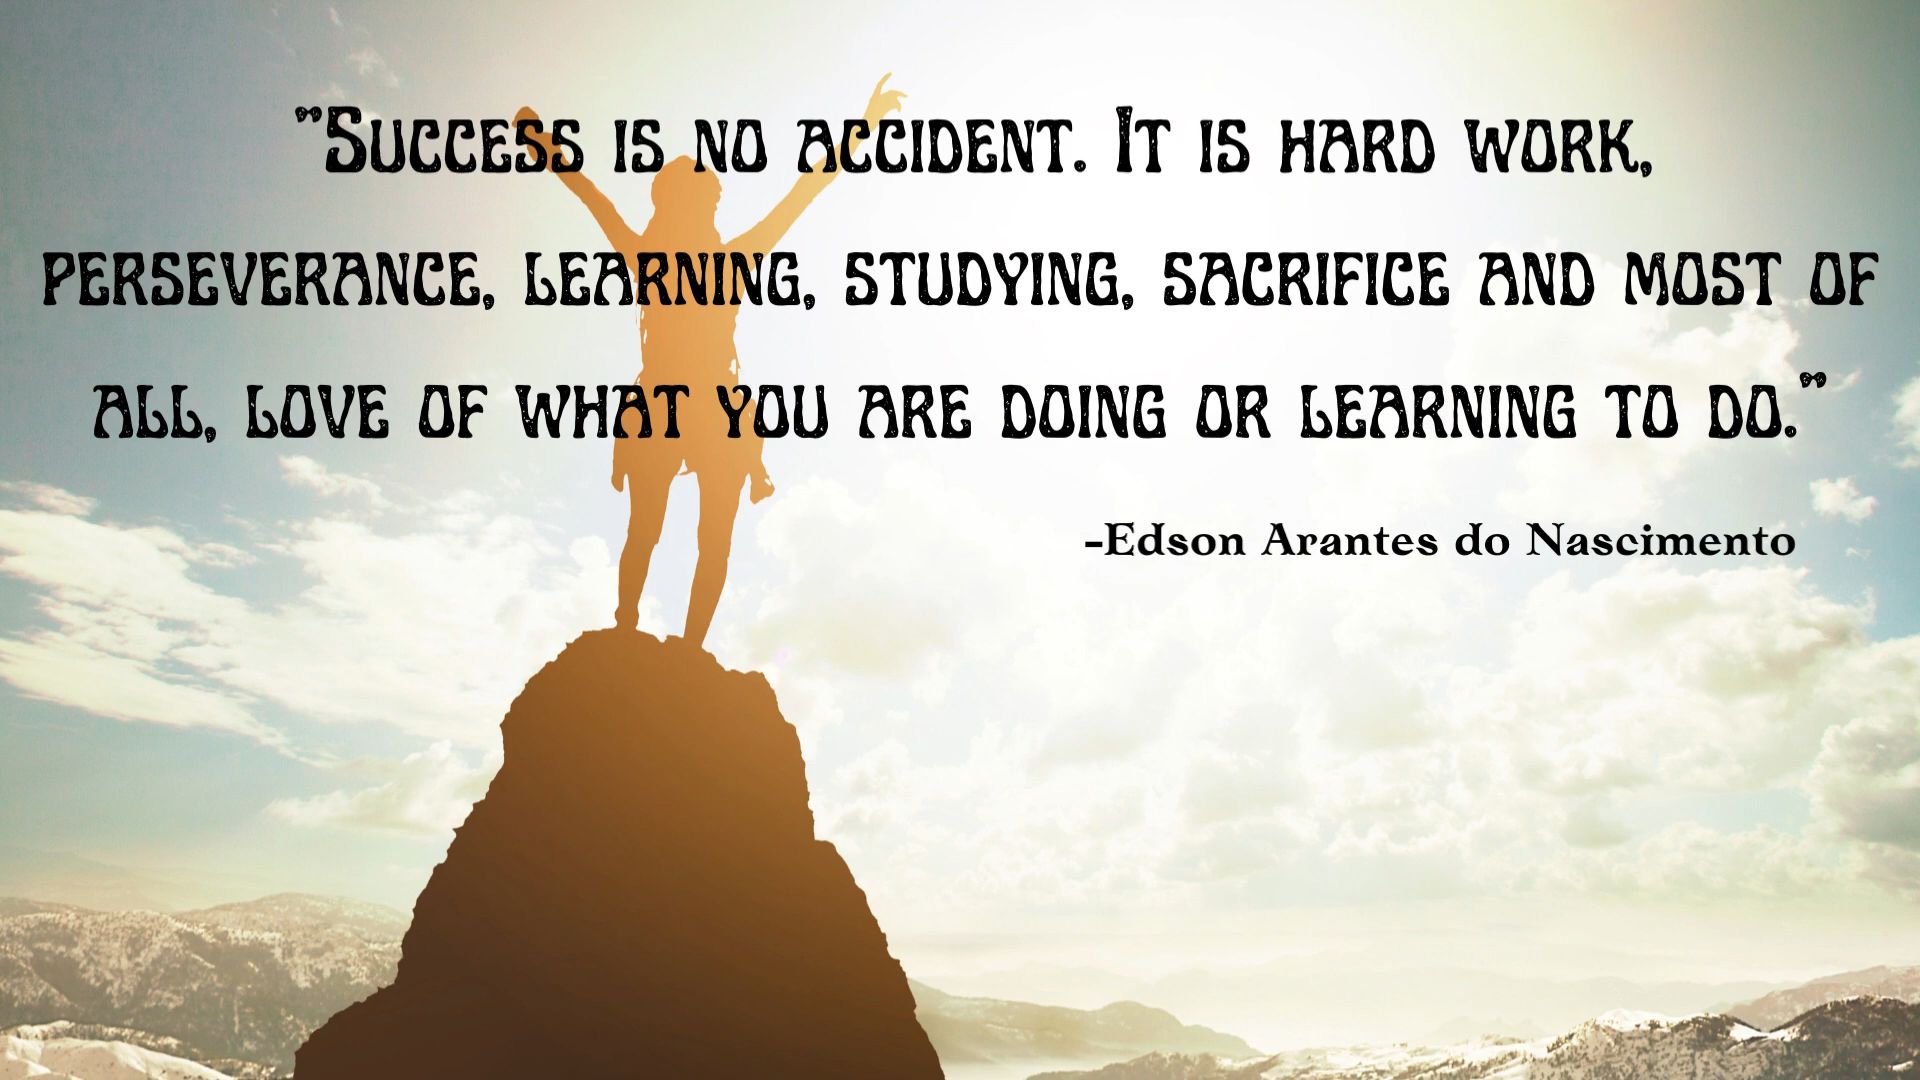 "Success is no accident. It is hard work,
perseverance, learning, studying, sacrifice and most of
all, love of what you are doing or learning to do."
-Edson Arantes do Nascimento